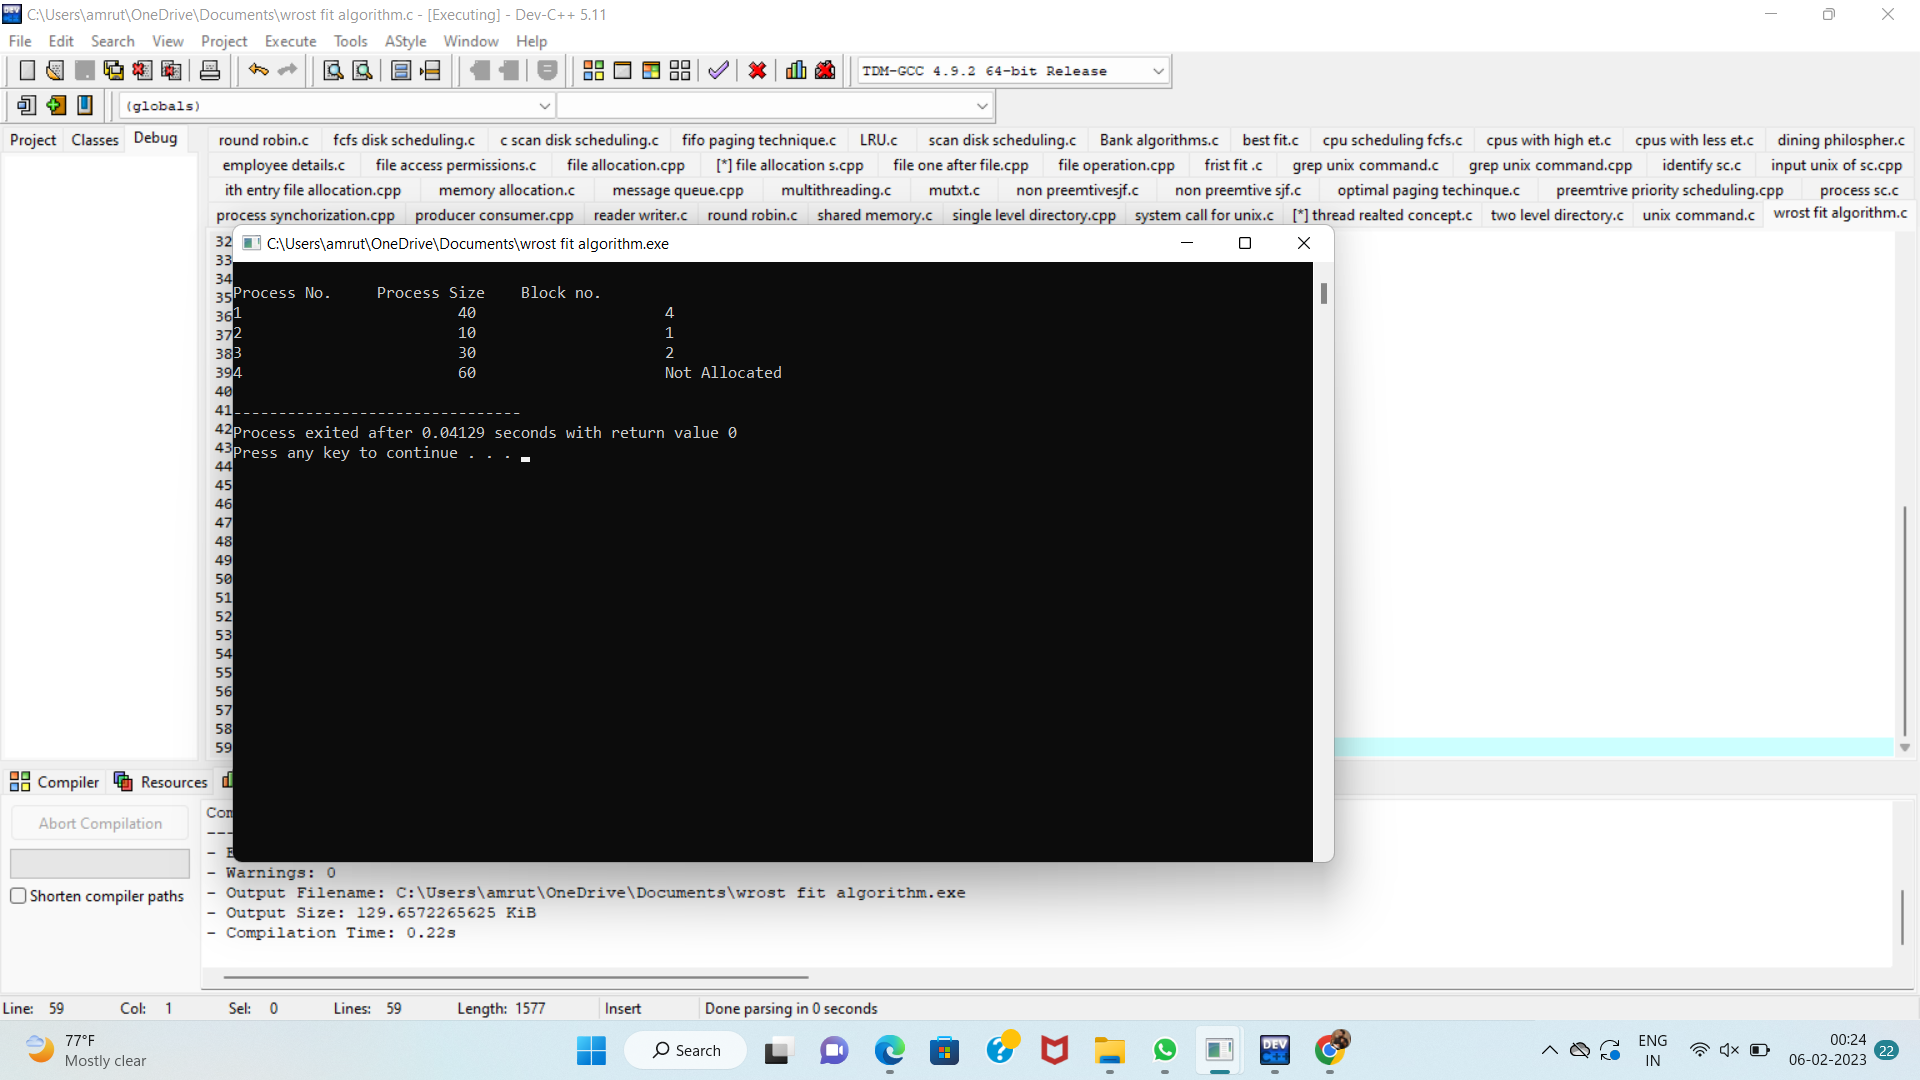 C:\Users\amrut\OneDrive\Documents\wrost fit algorithm.c - [Executing] - Dev-C++ 5.11
File Edit Search View Project Execute Tools AStyle Window Help
TDM-GCC 4.9.2 64-bit Release
(globals)
Project Classes Debug
round robin.c fcfs disk scheduling.c c scan disk scheduling.c fifo paging technique.c LRU.c scan disk scheduling.c Bank algorithms.c best fit.c cpu scheduling fcfs.c cpus with high et.c cpus with less et.c dining philospher.c
employee details.c file access permissions.c file allocation.cpp [*] file allocation s.cpp file one after file.cpp file operation.cpp frist fit .c grep unix command.c grep unix command.cpp identify sc.c input unix of sc.cpp
ith entry file allocation.cpp memory allocation.c message queue.cpp multithreading.c mutxt.c non preemtivesjf.c non preemtive sjf.c optimal paging techinque.c preemtrive priority scheduling.cpp process sc.c
process synchorization.cpp producer consumer.cpp reader writer.c round robin.c shared memory.c single level directory.cpp system call for unix.c [*] thread realted concept.c two level directory.c unix command.c wrost fit algorithm.c
32
33
34
35
36
37
38
39
40
41
42
43
44
45
46
47
48
49
50
51
52
53
54
55
56
57
58
59
C:\Users\amrut\OneDrive\Documents\wrost fit algorithm.exe
Process No. Process Size Block no.
1 40 4
2 10 1
3 30 2
4 60 Not Allocated
--------------------------------
Process exited after 0.04129 seconds with return value 0
Press any key to continue . . .
Compiler Resources
Abort Compilation
Shorten compiler paths
- Warnings: 0
- Output Filename: C:\Users\amrut\OneDrive\Documents\wrost fit algorithm.exe
- Output Size: 129.6572265625 KiB
- Compilation Time: 0.22s
Line: 59 Col: 1 Sel: 0 Lines: 59 Length: 1577 Insert Done parsing in 0 seconds
77°F
Mostly clear
Search
DEV
ENG
IN
00:24
06-02-2023
22